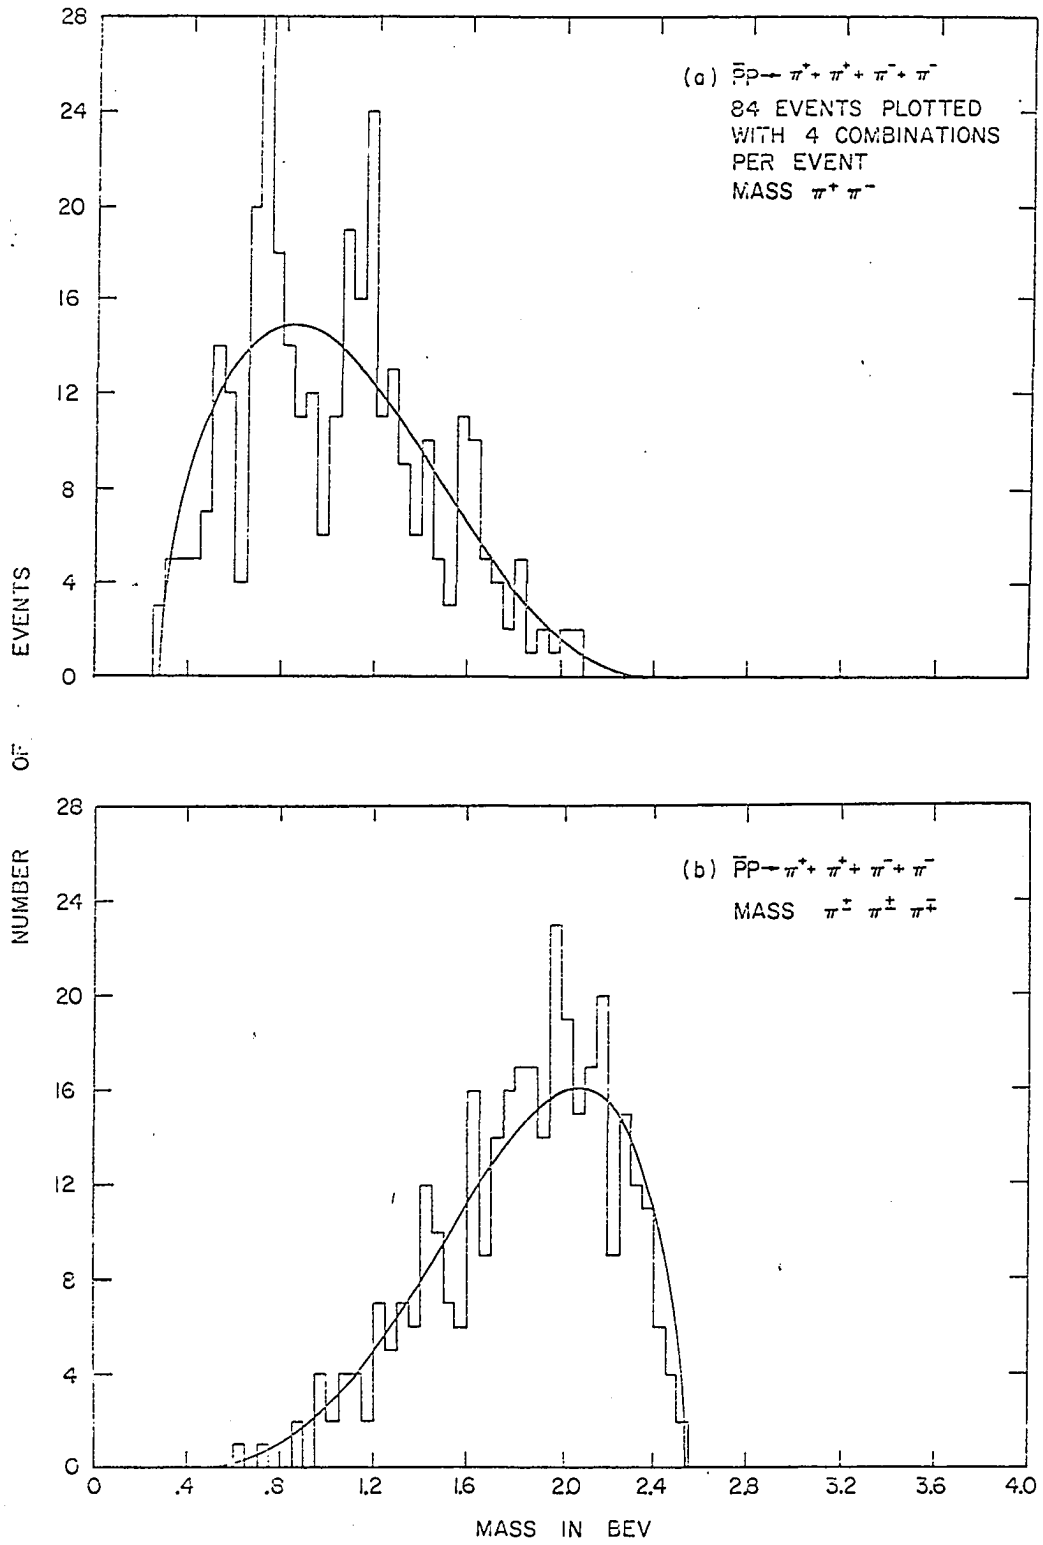 28
24
20
16
12
8
4
0
(a) P̄P→ π⁺+ π⁺+ π⁻+ π⁻
84 EVENTS PLOTTED
WITH 4 COMBINATIONS
PER EVENT
MASS π⁺ π⁻
NUMBER OF EVENTS
28
24
20
16
12
8
4
0
(b) P̄P→ π⁺+ π⁺+ π⁻+ π⁻
MASS π± π± π∓
0 .4 .8 1.2 1.6 2.0 2.4 2.8 3.2 3.6 4.0
MASS IN BEV